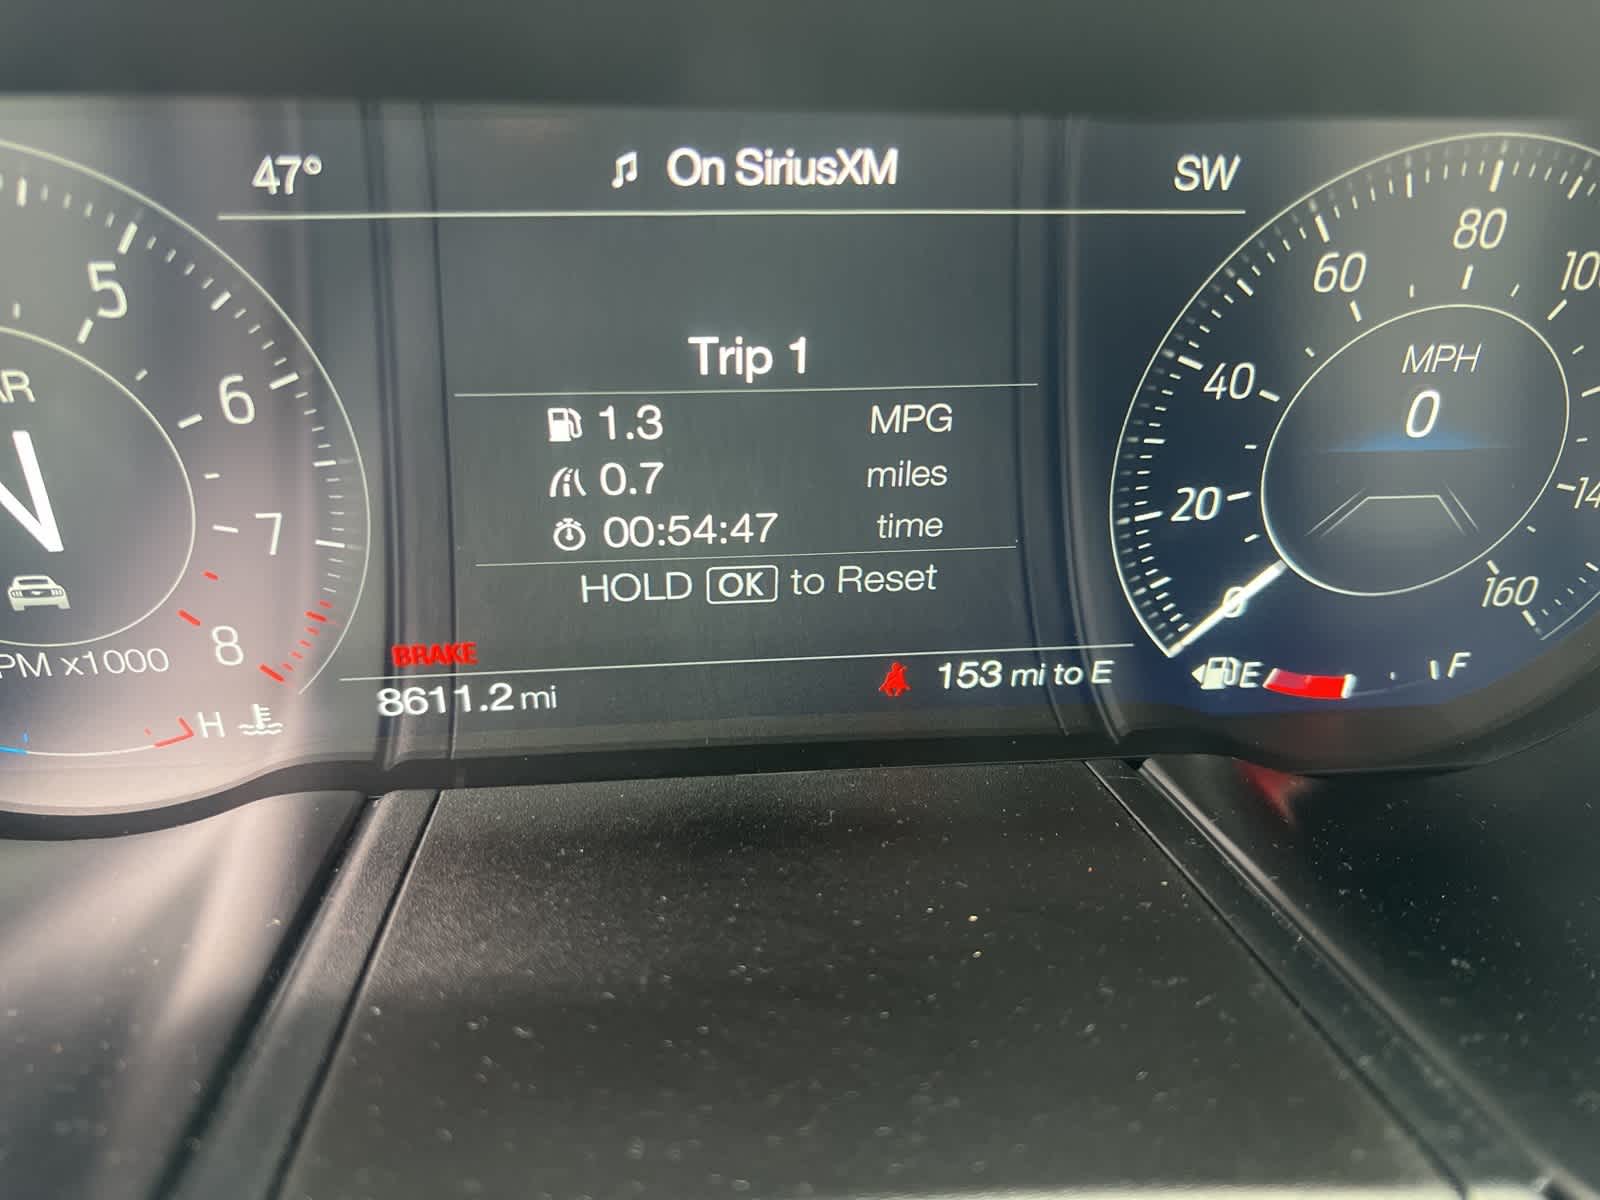 47° On SiriusXM SW
Trip 1
1.3 MPG
0.7 miles
00:54:47 time
HOLD OK to Reset
BRAKE
8611.2 mi
153 mi to E
5
6
7
8
N
x1000
H
MPH
0
0
20
40
60
80
160
E F